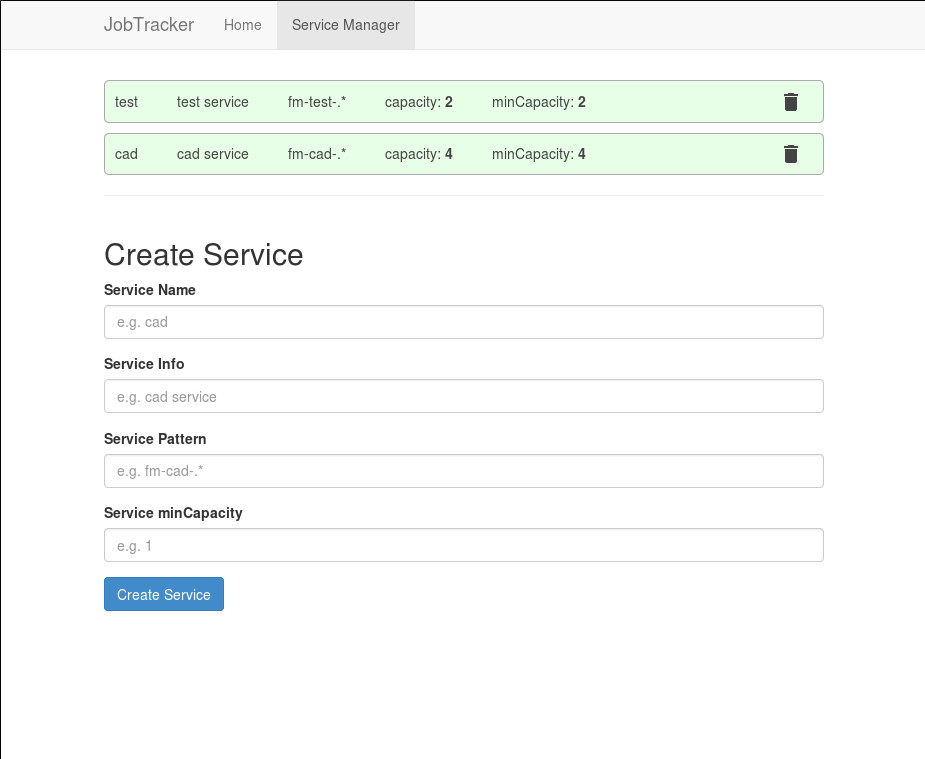 JobTracker Home Service Manager
test test service fm-test-.* capacity: 2 minCapacity: 2
cad cad service fm-cad-.* capacity: 4 minCapacity: 4
Create Service
Service Name
e.g. cad
Service Info
e.g. cad service
Service Pattern
e.g. fm-cad-.*
Service minCapacity
e.g. 1
Create Service